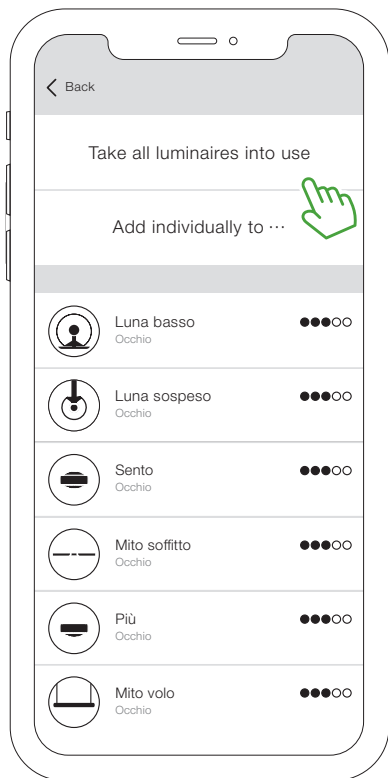 Back
Take all luminaires into use
Add individually to ···
Luna basso
Occhio
Luna sospeso
Occhio
Sento
Occhio
Mito soffitto
Occhio
Più
Occhio
Mito volo
Occhio